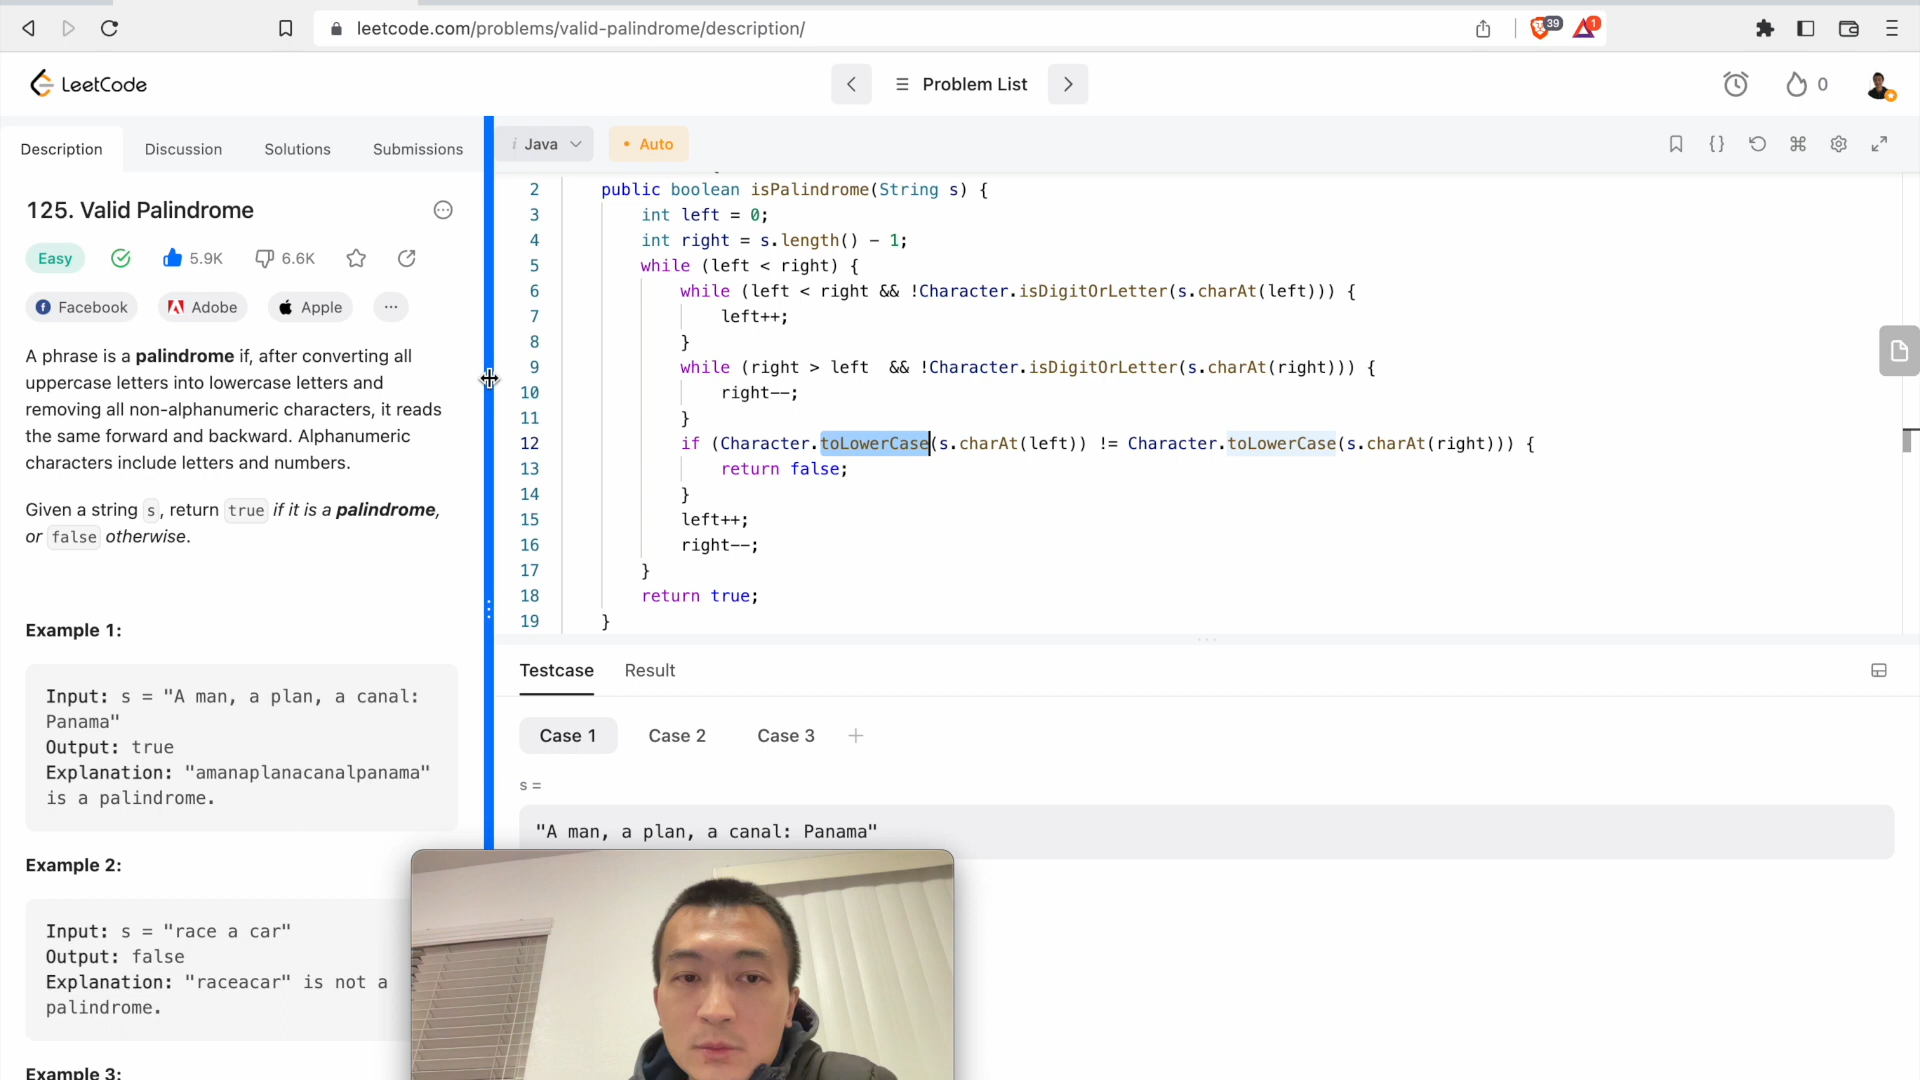 leetcode.com/problems/valid-palindrome/description/
39
1
LeetCode
Problem List
0
Description
Discussion
Solutions
Submissions
i Java
• Auto
125. Valid Palindrome
Easy
5.9K
6.6K
Facebook
Adobe
Apple
A phrase is a palindrome if, after converting all
uppercase letters into lowercase letters and
removing all non-alphanumeric characters, it reads
the same forward and backward. Alphanumeric
characters include letters and numbers.
Given a string s, return true if it is a palindrome,
or false otherwise.
Example 1:
Input: s = "A man, a plan, a canal:
Panama"
Output: true
Explanation: "amanaplanacanalpanama"
is a palindrome.
Example 2:
Input: s = "race a car"
Output: false
Explanation: "raceacar" is not a
palindrome.
Example 3:
2 public boolean isPalindrome(String s) {
3 int left = 0;
4 int right = s.length() - 1;
5 while (left < right) {
6 while (left < right && !Character.isDigitOrLetter(s.charAt(left))) {
7 left++;
8 }
9 while (right > left  && !Character.isDigitOrLetter(s.charAt(right))) {
10 right--;
11 }
12 if (Character.toLowerCase(s.charAt(left)) != Character.toLowerCase(s.charAt(right))) {
13 return false;
14 }
15 left++;
16 right--;
17 }
18 return true;
19 }
Testcase
Result
Case 1
Case 2
Case 3
s =
"A man, a plan, a canal: Panama"